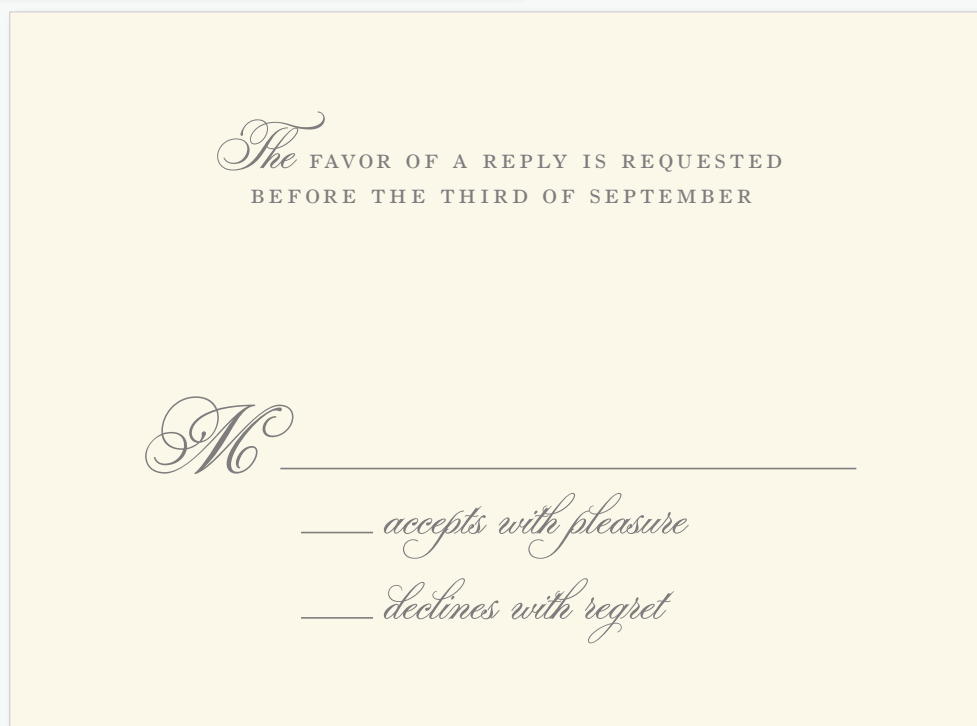 The FAVOR OF A REPLY IS REQUESTED
BEFORE THE THIRD OF SEPTEMBER
M
accepts with pleasure
declines with regret